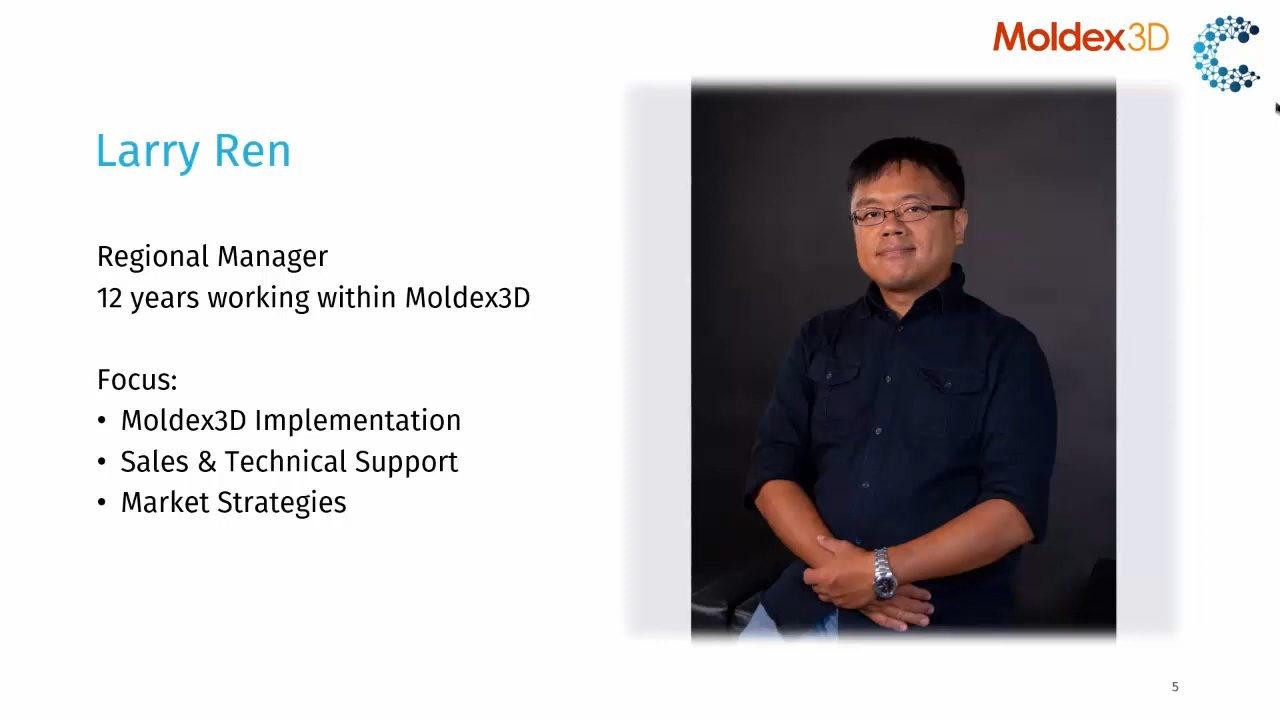 Moldex3D
Larry Ren
Regional Manager
12 years working within Moldex3D
Focus:
• Moldex3D Implementation
• Sales & Technical Support
• Market Strategies
5